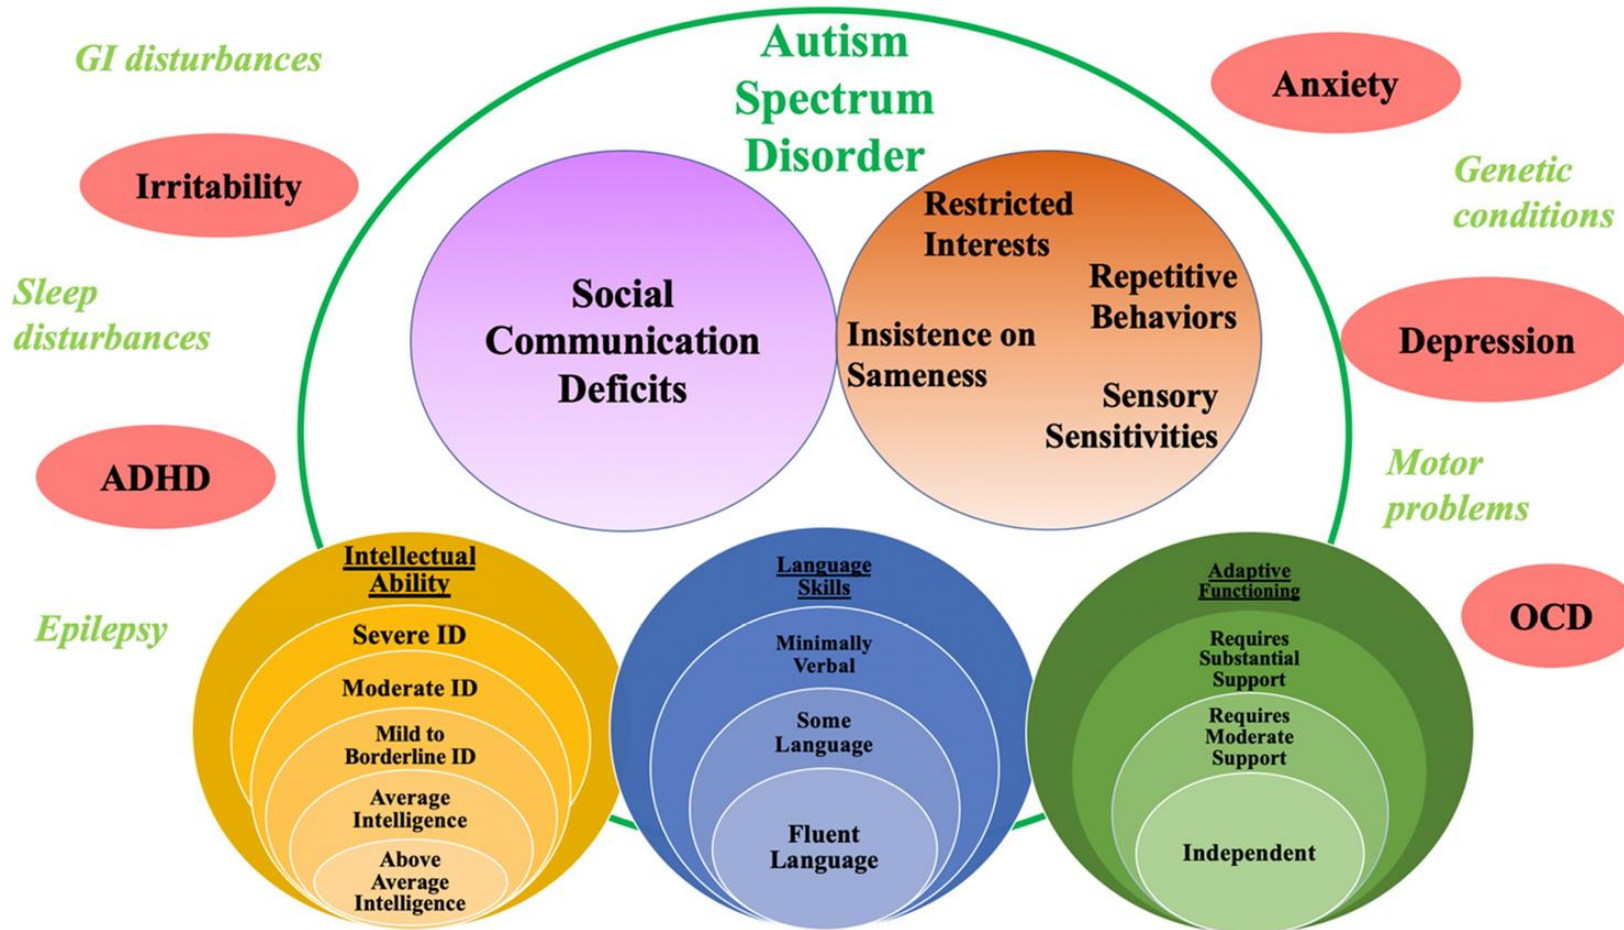 Autism
Spectrum
Disorder
GI disturbances
Irritability
Sleep
disturbances
ADHD
Epilepsy
Social
Communication
Deficits
Restricted
Interests
Repetitive
Behaviors
Insistence on
Sameness
Sensory
Sensitivities
Anxiety
Genetic
conditions
Depression
Motor
problems
OCD
Intellectual
Ability
Severe ID
Moderate ID
Mild to
Borderline ID
Average
Intelligence
Above
Average
Intelligence
Language
Skills
Minimally
Verbal
Some
Language
Fluent
Language
Adaptive
Functioning
Requires
Substantial
Support
Requires
Moderate
Support
Independent